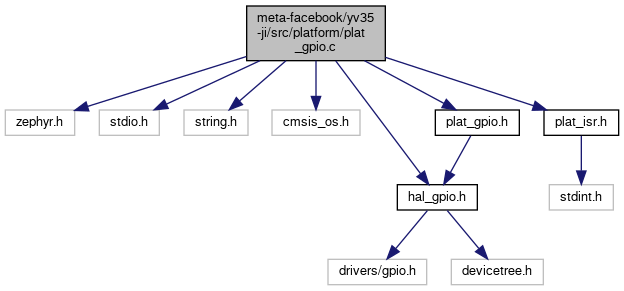 meta-facebook/yv35
-ji/src/platform/plat
_gpio.c
zephyr.h
stdio.h
string.h
cmsis_os.h
plat_gpio.h
plat_isr.h
hal_gpio.h
stdint.h
drivers/gpio.h
devicetree.h